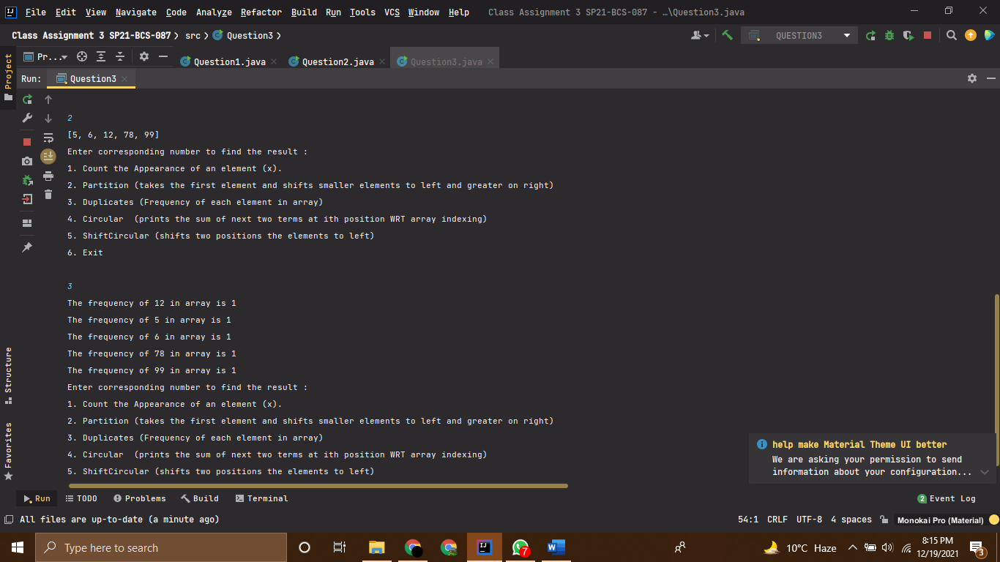 File Edit View Navigate Code Analyze Refactor Build Run Tools VCS Window Help Class Assignment 3 SP21-BCS-087 - ...\Question3.java
Class Assignment 3 SP21-BCS-087 src Question3 QUESTION3
Project
Pr... Question1.java Question2.java Question3.java
Run: Question3
2
[5, 6, 12, 78, 99]
Enter corresponding number to find the result :
1. Count the Appearance of an element (x).
2. Partition (takes the first element and shifts smaller elements to left and greater on right)
3. Duplicates (Frequency of each element in array)
4. Circular  (prints the sum of next two terms at ith position WRT array indexing)
5. ShiftCircular (shifts two positions the elements to left)
6. Exit
3
The frequency of 12 in array is 1
The frequency of 5 in array is 1
The frequency of 6 in array is 1
The frequency of 78 in array is 1
The frequency of 99 in array is 1
Enter corresponding number to find the result :
1. Count the Appearance of an element (x).
2. Partition (takes the first element and shifts smaller elements to left and greater on right)
3. Duplicates (Frequency of each element in array)
4. Circular  (prints the sum of next two terms at ith position WRT array indexing)
5. ShiftCircular (shifts two positions the elements to left)
Structure
Favorites
help make Material Theme UI better
We are asking your permission to send
information about your configuration...
Run TODO Problems Build Terminal 2 Event Log
All files are up-to-date (a minute ago) 54:1 CRLF UTF-8 4 spaces Monokai Pro (Material)
Type here to search 7 10°C Haze 8:15 PM
12/19/2021 3